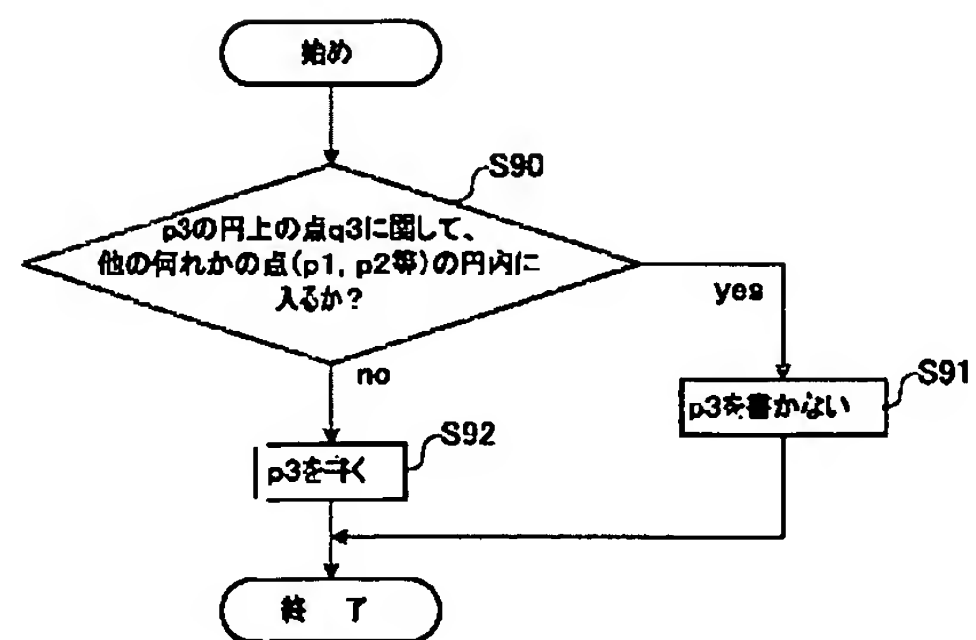 始め
S90
p3の円上の点q3に関して、
他の何れかの点(p1, p2等)の円内に
入るか？
yes
no
S91
p3を書かない
S92
p3を書く
終 了